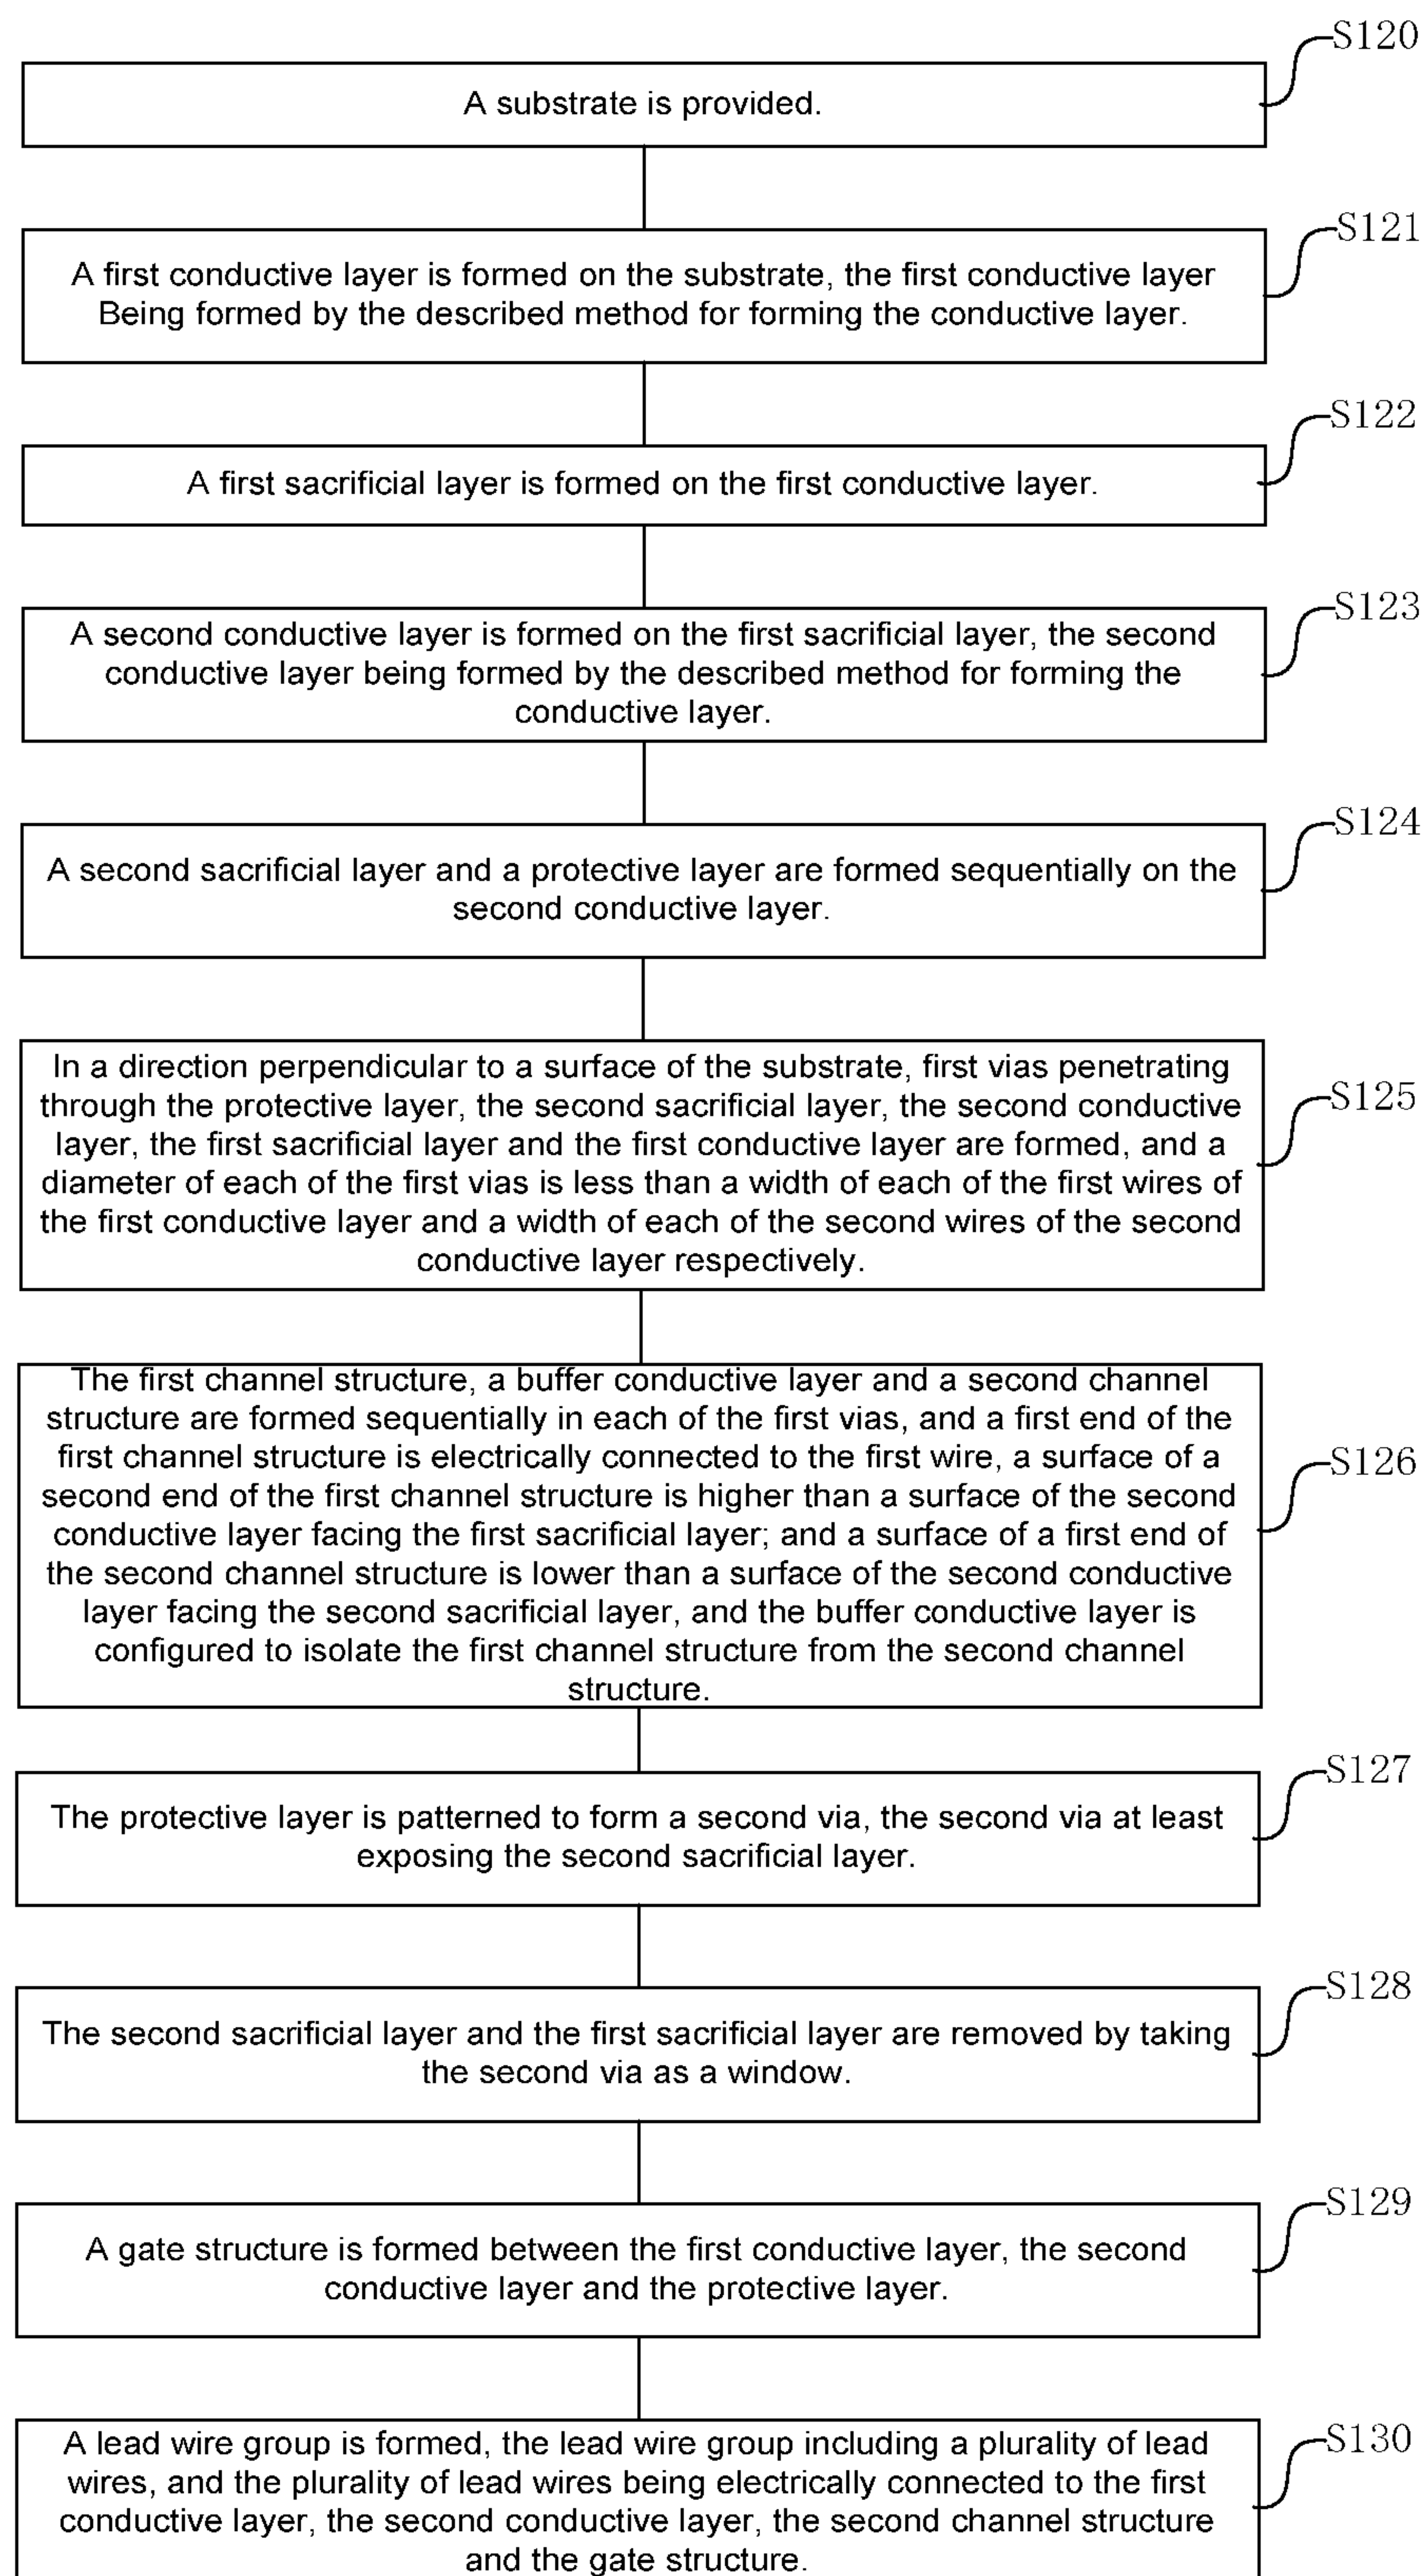 S120
A substrate is provided.
S121
A first conductive layer is formed on the substrate, the first conductive layer
Being formed by the described method for forming the conductive layer.
S122
A first sacrificial layer is formed on the first conductive layer.
S123
A second conductive layer is formed on the first sacrificial layer, the second
conductive layer being formed by the described method for forming the
conductive layer.
S124
A second sacrificial layer and a protective layer are formed sequentially on the
second conductive layer.
S125
In a direction perpendicular to a surface of the substrate, first vias penetrating
through the protective layer, the second sacrificial layer, the second conductive
layer, the first sacrificial layer and the first conductive layer are formed, and a
diameter of each of the first vias is less than a width of each of the first wires of
the first conductive layer and a width of each of the second wires of the second
conductive layer respectively.
S126
The first channel structure, a buffer conductive layer and a second channel
structure are formed sequentially in each of the first vias, and a first end of the
first channel structure is electrically connected to the first wire, a surface of a
second end of the first channel structure is higher than a surface of the second
conductive layer facing the first sacrificial layer; and a surface of a first end of
the second channel structure is lower than a surface of the second conductive
layer facing the second sacrificial layer, and the buffer conductive layer is
configured to isolate the first channel structure from the second channel
structure.
S127
The protective layer is patterned to form a second via, the second via at least
exposing the second sacrificial layer.
S128
The second sacrificial layer and the first sacrificial layer are removed by taking
the second via as a window.
S129
A gate structure is formed between the first conductive layer, the second
conductive layer and the protective layer.
S130
A lead wire group is formed, the lead wire group including a plurality of lead
wires, and the plurality of lead wires being electrically connected to the first
conductive layer, the second conductive layer, the second channel structure
and the gate structure.